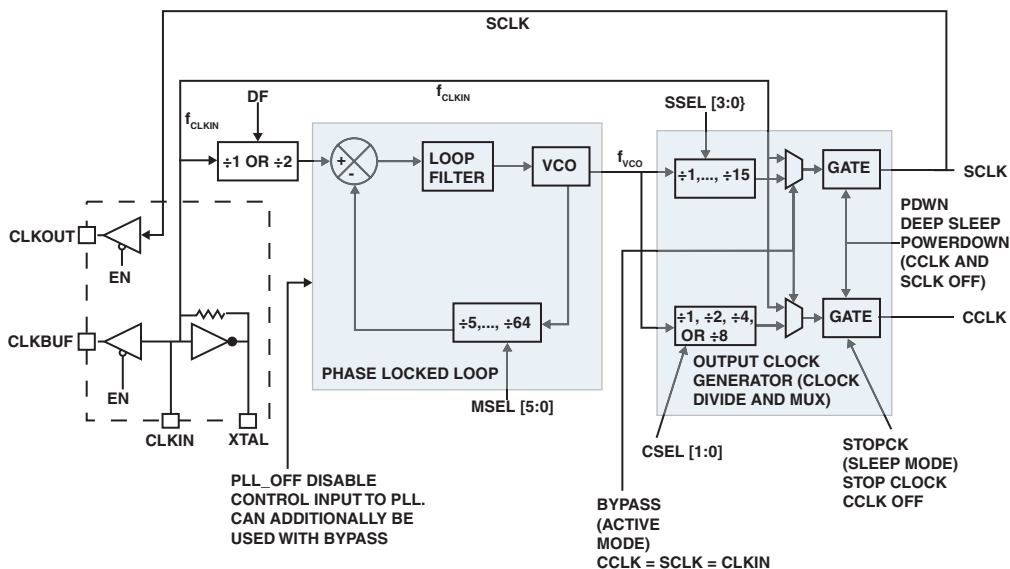 SCLK
DF
fCLKIN
fCLKIN
÷1 OR ÷2
+
-
LOOP
FILTER
VCO
fVCO
SSEL [3:0}
÷1,..., ÷15
GATE
SCLK
PDWN
DEEP SLEEP
POWERDOWN
(CCLK AND
SCLK OFF)
CLKOUT
EN
CLKBUF
EN
CLKIN
XTAL
÷5,..., ÷64
PHASE LOCKED LOOP
MSEL [5:0]
÷1, ÷2, ÷4,
OR ÷8
GATE
CCLK
OUTPUT CLOCK
GENERATOR (CLOCK
DIVIDE AND MUX)
CSEL [1:0]
PLL_OFF DISABLE
CONTROL INPUT TO PLL.
CAN ADDITIONALLY BE
USED WITH BYPASS
BYPASS
(ACTIVE
MODE)
CCLK = SCLK = CLKIN
STOPCK
(SLEEP MODE)
STOP CLOCK
CCLK OFF